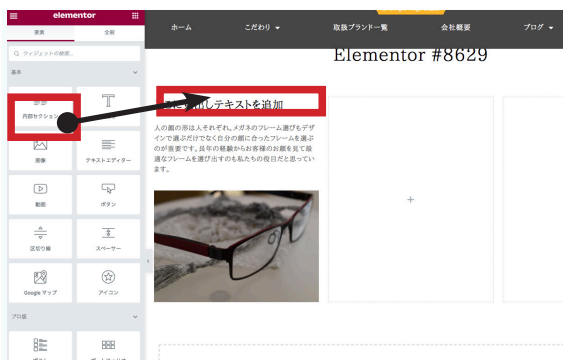 elementor
要素
全般
ウィジェットの検索...
基本
内部セクション
画像
テキストエディター
動画
ボタン
区切り線
スペーサー
Google マップ
アイコン
プロ版
ホーム
こだわり
取扱ブランド一覧
会社概要
ブログ
Elementor #8629
出しテキストを追加
人の顔の形は人それぞれ。メガネのフレーム選びもデザ
インで選ぶだけでなく自分の顔に合ったフレームを選ぶ
のが重要です。長年の経験からお客様のお顔を見て最
適なフレームを選び出すのも私たちの役目だと思ってい
ます。